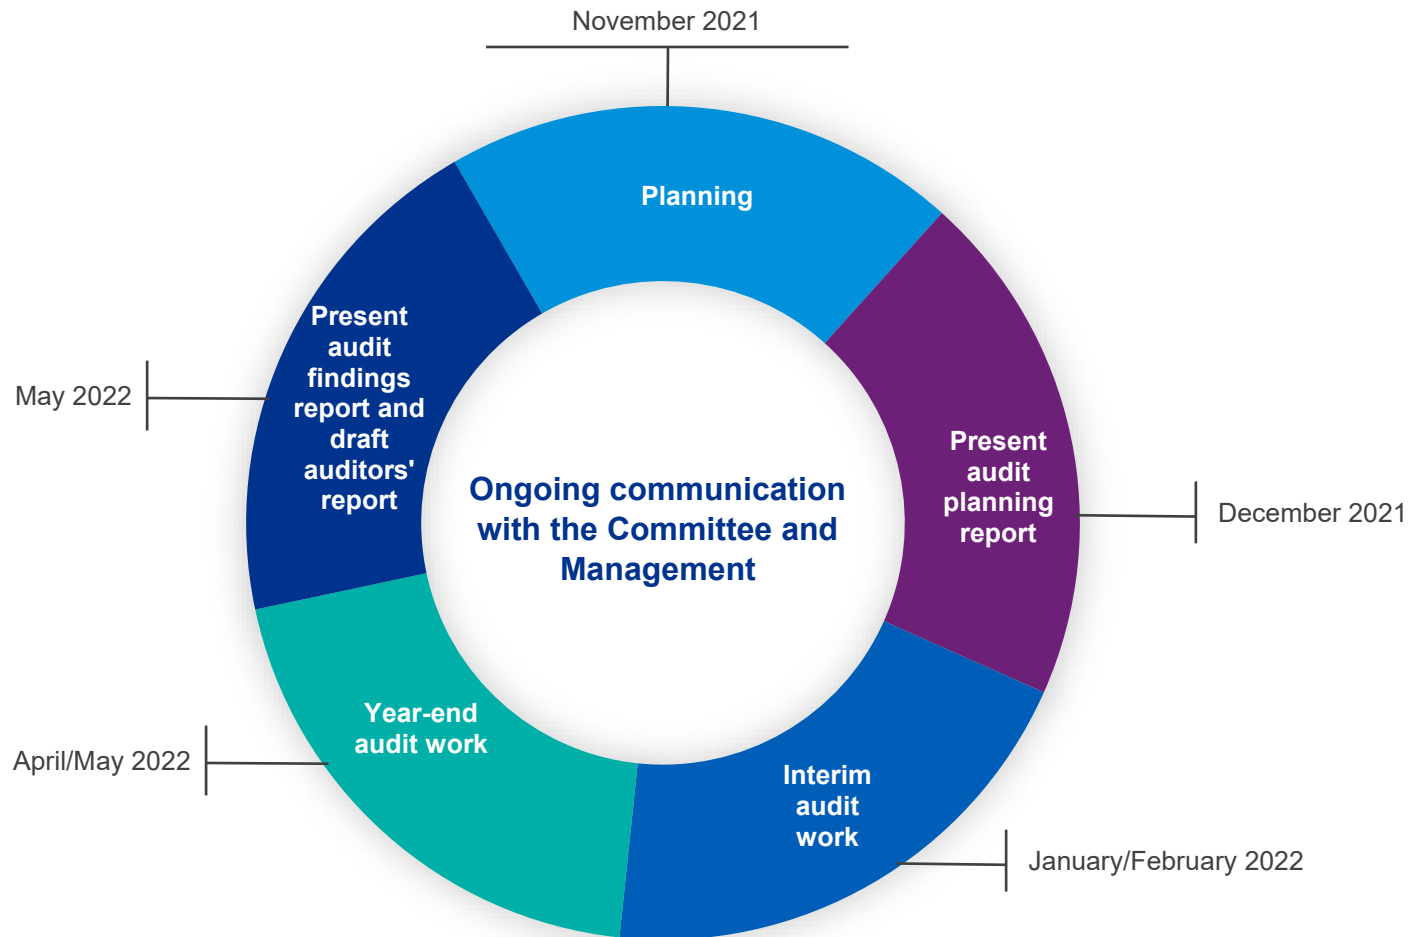 November 2021
Planning
Present
audit
planning
report
December 2021
Interim
audit
work
January/February 2022
Year-end
audit work
April/May 2022
Present
audit
findings
report and
draft
auditors'
report
May 2022
Ongoing communication
with the Committee and
Management